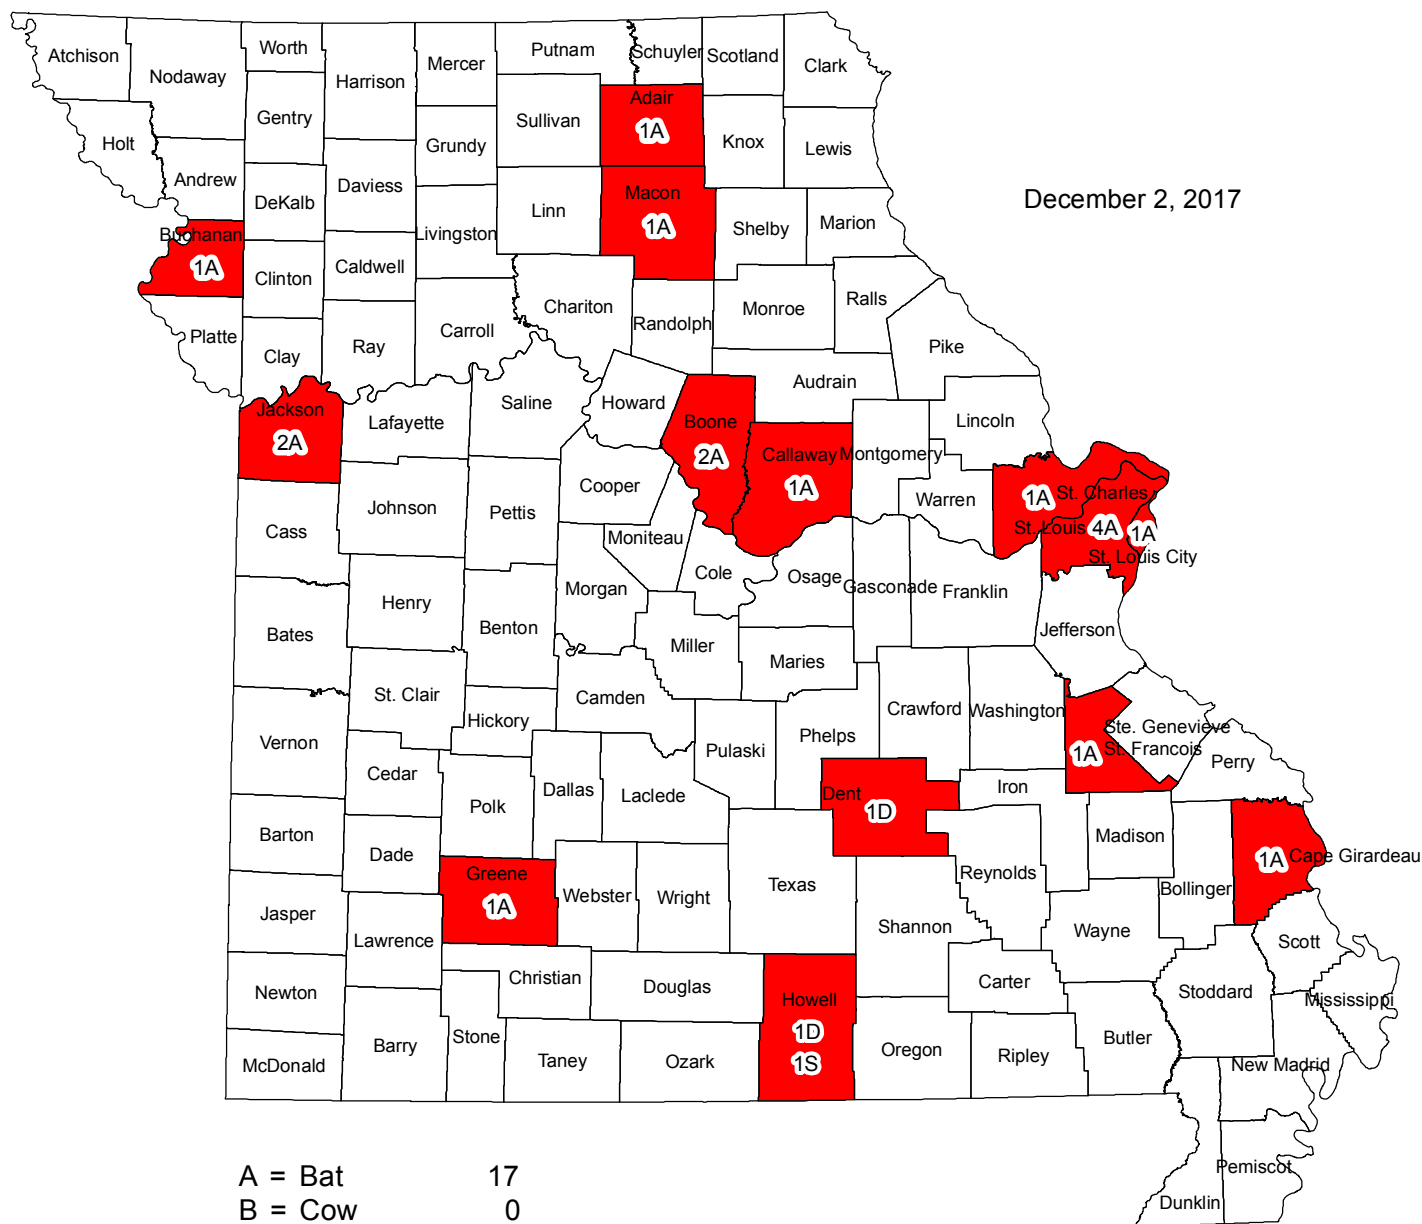 Atchison
Nodaway
Worth
Harrison
Mercer
Putnam
Schuyler
Scotland
Clark
Holt
Gentry
Grundy
Sullivan
Adair
1A
Knox
Lewis
Andrew
DeKalb
Daviess
Livingston
Linn
Macon
1A
Shelby
Marion
December 2, 2017
Buchanan
1A
Clinton
Caldwell
Carroll
Chariton
Randolph
Monroe
Ralls
Pike
Platte
Clay
Ray
Jackson
2A
Lafayette
Saline
Howard
Boone
2A
Audrain
Callaway
1A
Montgomery
Lincoln
Warren
1A
St. Charles
St. Louis
4A
1A
St. Louis City
Cass
Johnson
Pettis
Cooper
Moniteau
Cole
Osage
Gasconade
Franklin
Jefferson
Bates
Henry
Benton
Morgan
Miller
Maries
St. Clair
Hickory
Camden
Pulaski
Phelps
Crawford
Washington
Ste. Genevieve
St. Francois
1A
Perry
Vernon
Cedar
Polk
Dallas
Laclede
Dent
1D
Iron
Madison
Bollinger
1A
Cape Girardeau
Barton
Dade
Greene
1A
Webster
Wright
Texas
Shannon
Reynolds
Wayne
Scott
Jasper
Lawrence
Christian
Douglas
Howell
1D
1S
Carter
Stoddard
Mississippi
Newton
Barry
Stone
Taney
Ozark
Oregon
Ripley
Butler
New Madrid
McDonald
Pemiscot
Dunklin
A = Bat 17
B = Cow 0